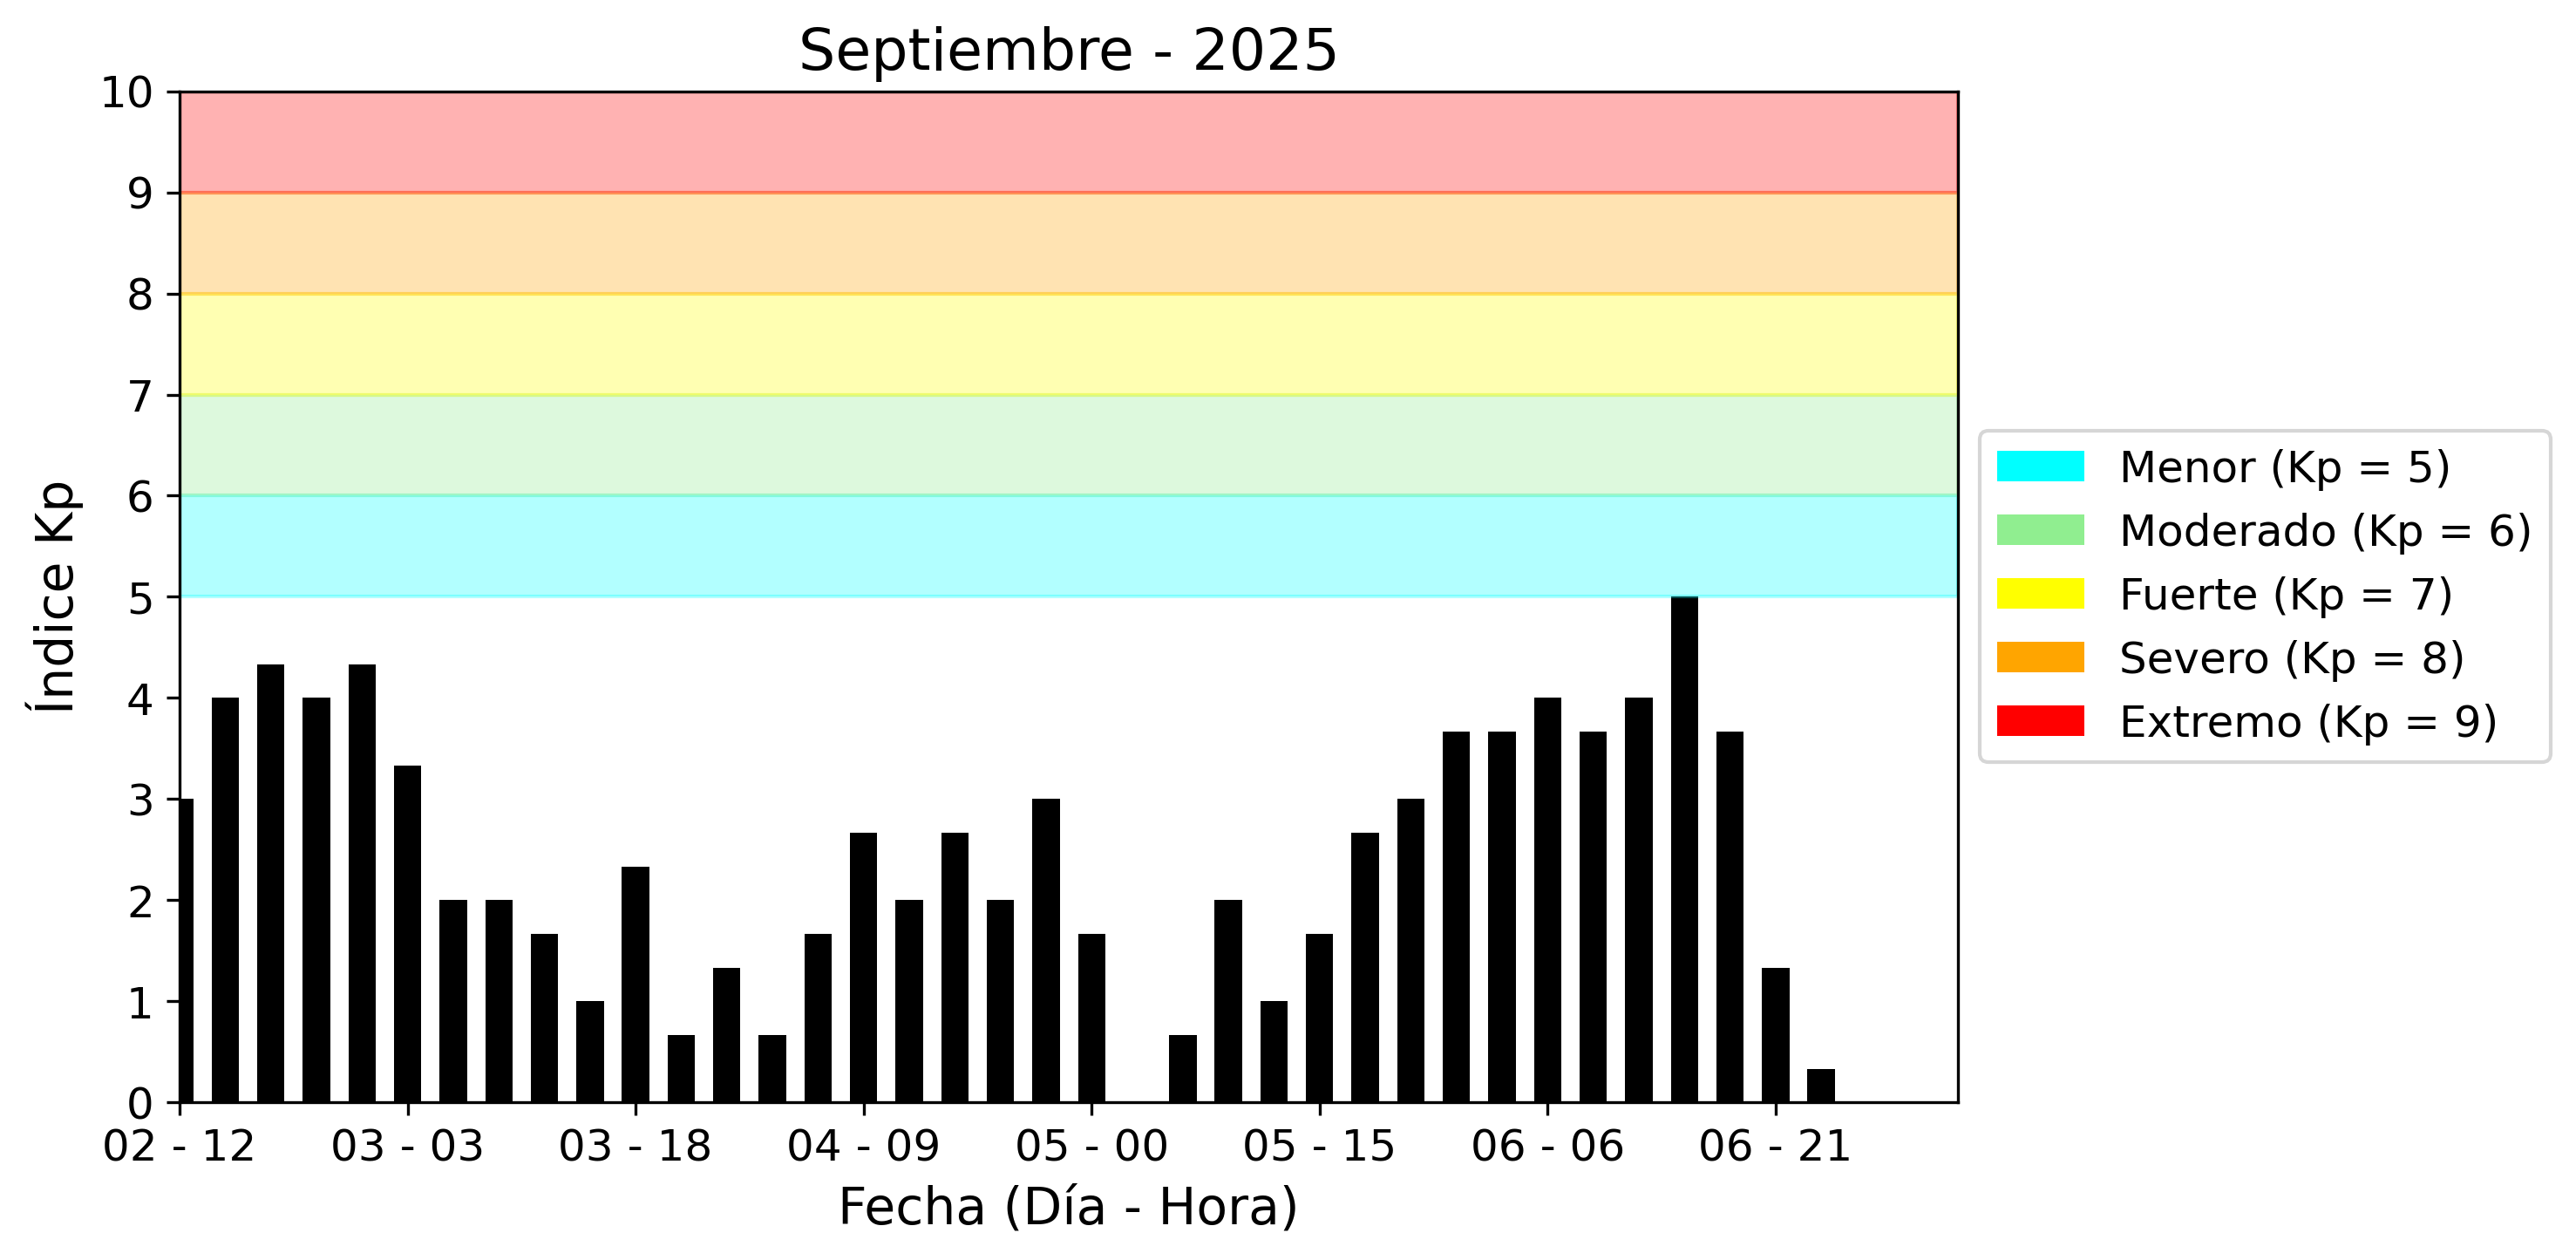 Septiembre - 2025
10
9
8
7
6
5
4
3
2
1
0
Índice Kp
02 - 12
03 - 03
03 - 18
04 - 09
05 - 00
05 - 15
06 - 06
06 - 21
Fecha (Día - Hora)
Menor (Kp = 5)
Moderado (Kp = 6)
Fuerte (Kp = 7)
Severo (Kp = 8)
Extremo (Kp = 9)